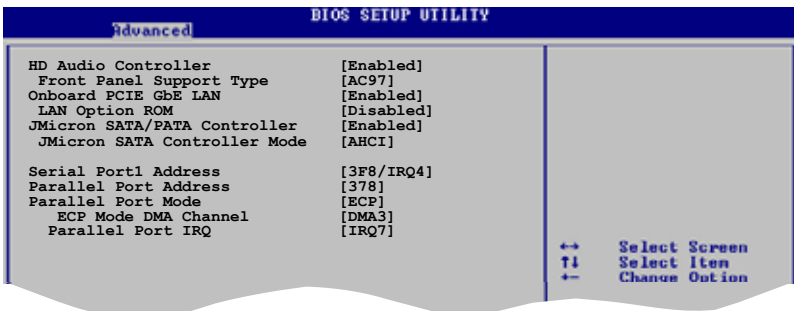 BIOS SETUP UTILITY
Advanced
HD Audio Controller [Enabled]
Front Panel Support Type [AC97]
Onboard PCIE GbE LAN [Enabled]
LAN Option ROM [Disabled]
JMicron SATA/PATA Controller [Enabled]
JMicron SATA Controller Mode [AHCI]
Serial Port1 Address [3F8/IRQ4]
Parallel Port Address [378]
Parallel Port Mode [ECP]
ECP Mode DMA Channel [DMA3]
Parallel Port IRQ [IRQ7]
↔ Select Screen
↑↓ Select Item
+- Change Option